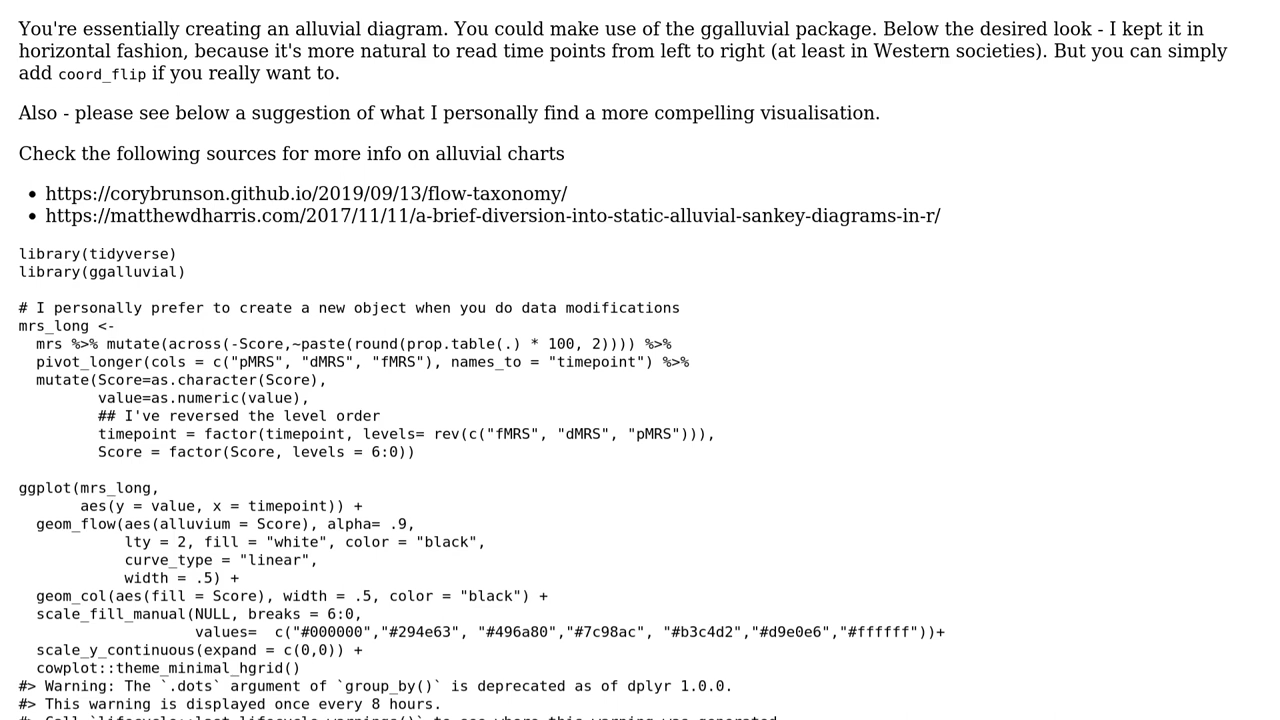 You're essentially creating an alluvial diagram. You could make use of the ggalluvial package. Below the desired look - I kept it in
horizontal fashion, because it's more natural to read time points from left to right (at least in Western societies). But you can simply
add coord_flip if you really want to.
Also - please see below a suggestion of what I personally find a more compelling visualisation.
Check the following sources for more info on alluvial charts
• https://corybrunson.github.io/2019/09/13/flow-taxonomy/
• https://matthewdharris.com/2017/11/11/a-brief-diversion-into-static-alluvial-sankey-diagrams-in-r/
library(tidyverse)
library(ggalluvial)
# I personally prefer to create a new object when you do data modifications
mrs_long <-
  mrs %>% mutate(across(-Score,~paste(round(prop.table(.) * 100, 2)))) %>%
  pivot_longer(cols = c("pMRS", "dMRS", "fMRS"), names_to = "timepoint") %>%
  mutate(Score=as.character(Score),
         value=as.numeric(value),
         ## I've reversed the level order
         timepoint = factor(timepoint, levels= rev(c("fMRS", "dMRS", "pMRS"))),
         Score = factor(Score, levels = 6:0))
ggplot(mrs_long,
       aes(y = value, x = timepoint)) +
  geom_flow(aes(alluvium = Score), alpha= .9,
            lty = 2, fill = "white", color = "black",
            curve_type = "linear",
            width = .5) +
  geom_col(aes(fill = Score), width = .5, color = "black") +
  scale_fill_manual(NULL, breaks = 6:0,
                    values=  c("#000000","#294e63", "#496a80","#7c98ac", "#b3c4d2","#d9e0e6","#ffffff"))+
  scale_y_continuous(expand = c(0,0)) +
  cowplot::theme_minimal_hgrid()
#> Warning: The `.dots` argument of `group_by()` is deprecated as of dplyr 1.0.0.
#> This warning is displayed once every 8 hours.
#> Call `lifecycle::last_lifecycle_warnings()` to see where this warning was generated.